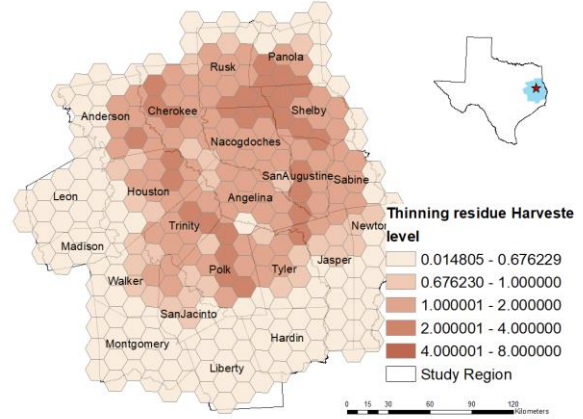 Panola
Rusk
Anderson
Cherokee
Shelby
Nacogdoches
SanAugustine
Sabine
Houston
Angelina
Leon
Trinity
Newton
Madison
Jasper
Walker
Polk
Tyler
SanJacinto
Hardin
Montgomery
Liberty
Thinning residue Harveste
level
0.014805 - 0.676229
0.676230 - 1.000000
1.000001 - 2.000000
2.000001 - 4.000000
4.000001 - 8.000000
Study Region
0 15 30 60 90 120
Kilometers